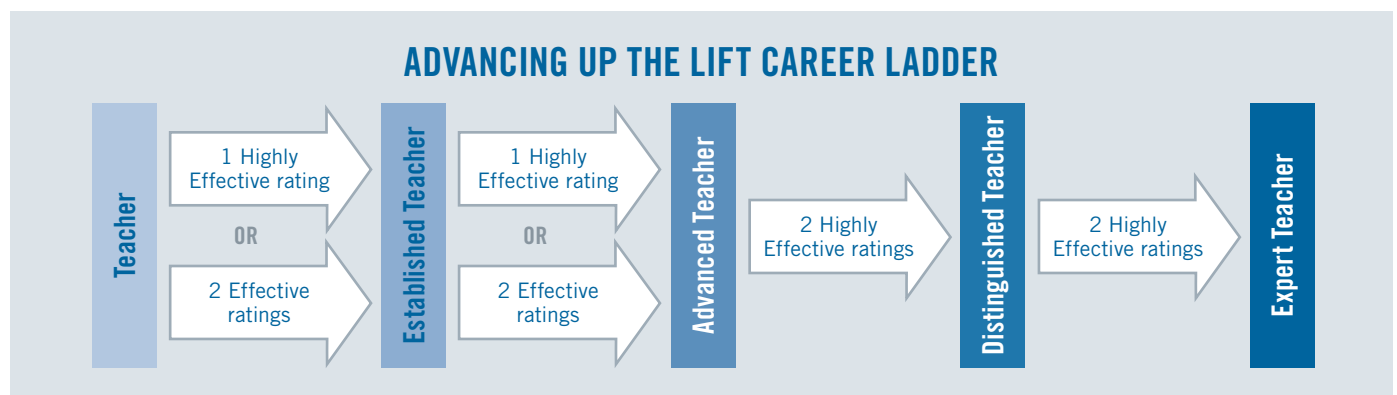 ADVANCING UP THE LIFT CAREER LADDER
Teacher
1 Highly
Effective rating
OR
2 Effective
ratings
Established Teacher
1 Highly
Effective rating
OR
2 Effective
ratings
Advanced Teacher
2 Highly
Effective ratings
Distinguished Teacher
2 Highly
Effective ratings
Expert Teacher